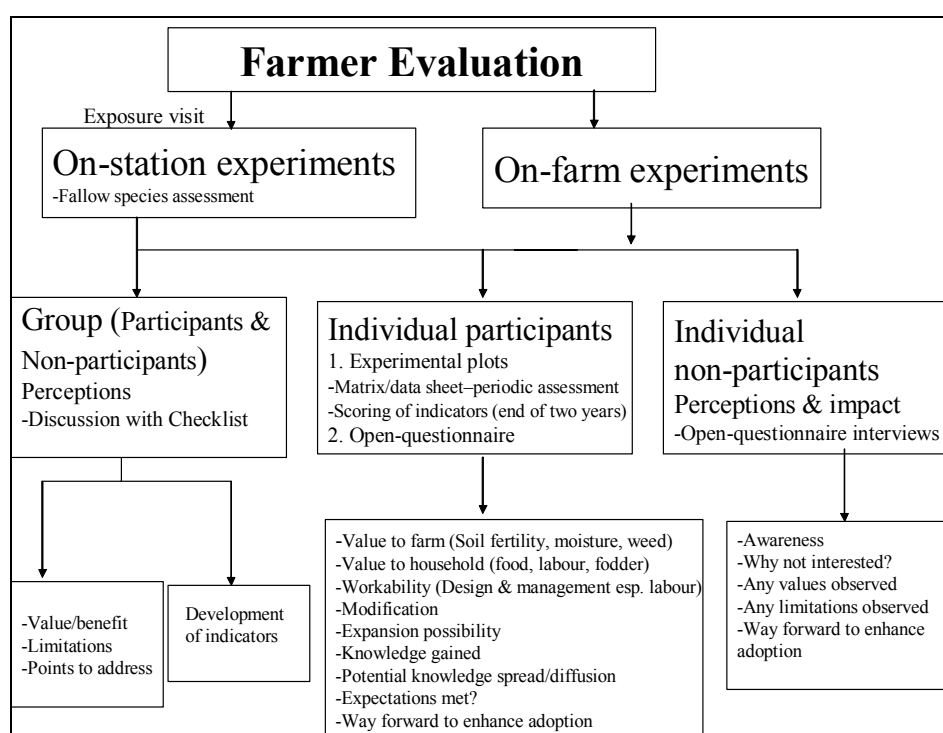 Farmer Evaluation
Exposure visit
On-station experiments
-Fallow species assessment
On-farm experiments
Group (Participants &
Non-participants)
Perceptions
-Discussion with Checklist
Individual participants
1. Experimental plots
-Matrix/data sheet–periodic assessment
-Scoring of indicators (end of two years)
2. Open-questionnaire
Individual
non-participants
Perceptions & impact
-Open-questionnaire interviews
-Value/benefit
-Limitations
-Points to address
Development
of indicators
-Value to farm (Soil fertility, moisture, weed)
-Value to household (food, labour, fodder)
-Workability (Design & management esp. labour)
-Modification
-Expansion possibility
-Knowledge gained
-Potential knowledge spread/diffusion
-Expectations met?
-Way forward to enhance adoption
-Awareness
-Why not interested?
-Any values observed
-Any limitations observed
-Way forward to enhance
adoption